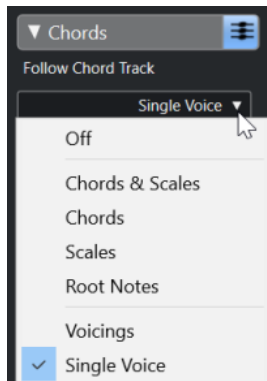 Chords
Follow Chord Track
Single Voice
Off
Chords & Scales
Chords
Scales
Root Notes
Voicings
Single Voice